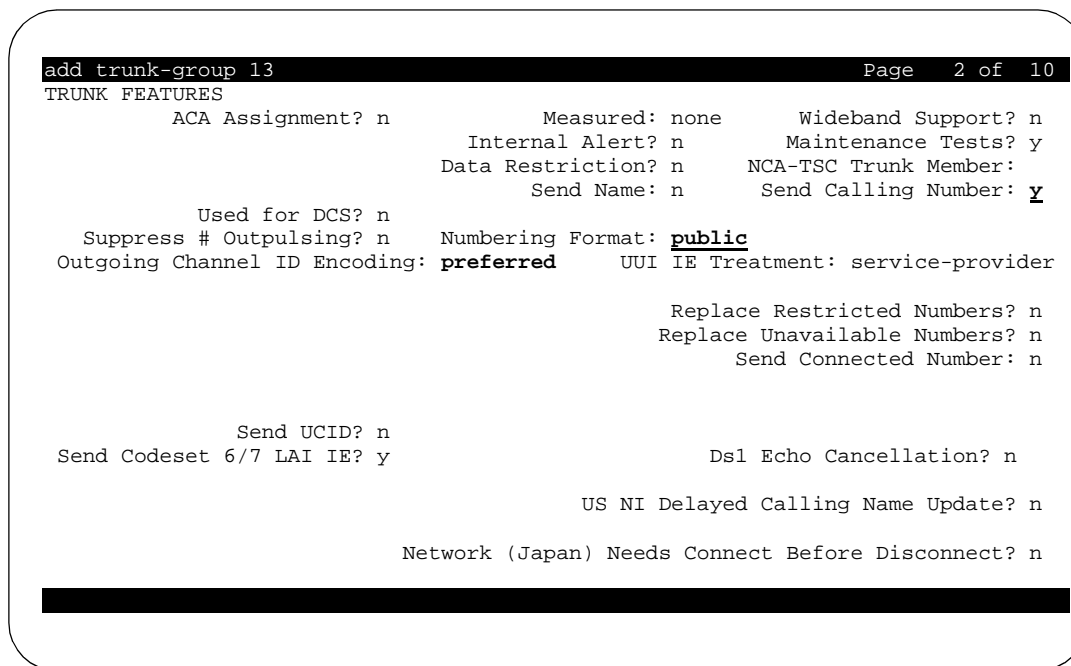 add trunk-group 13 Page 2 of 10
TRUNK FEATURES
ACA Assignment? n Measured: none Wideband Support? n
Internal Alert? n Maintenance Tests? y
Data Restriction? n NCA-TSC Trunk Member:
Send Name: n Send Calling Number: y
Used for DCS? n
Suppress # Outpulsing? n Numbering Format: public
Outgoing Channel ID Encoding: preferred UUI IE Treatment: service-provider
Replace Restricted Numbers? n
Replace Unavailable Numbers? n
Send Connected Number: n
Send UCID? n
Send Codeset 6/7 LAI IE? y Ds1 Echo Cancellation? n
US NI Delayed Calling Name Update? n
Network (Japan) Needs Connect Before Disconnect? n